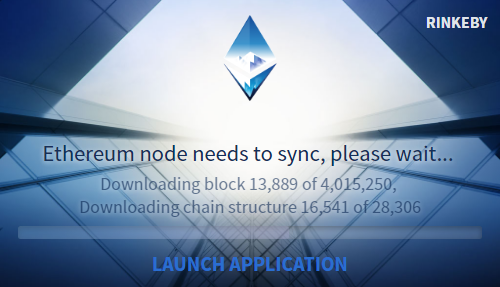 RINKEBY
Ethereum node needs to sync, please wait...
Downloading block 13,889 of 4,015,250,
Downloading chain structure 16,541 of 28,306
LAUNCH APPLICATION